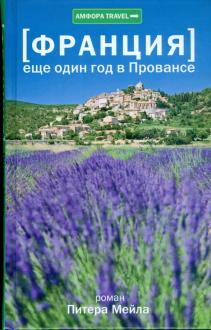 АМФОРА TRAVEL
[ФРАНЦИЯ]
еще один год в Провансе
роман
Питера Мейла